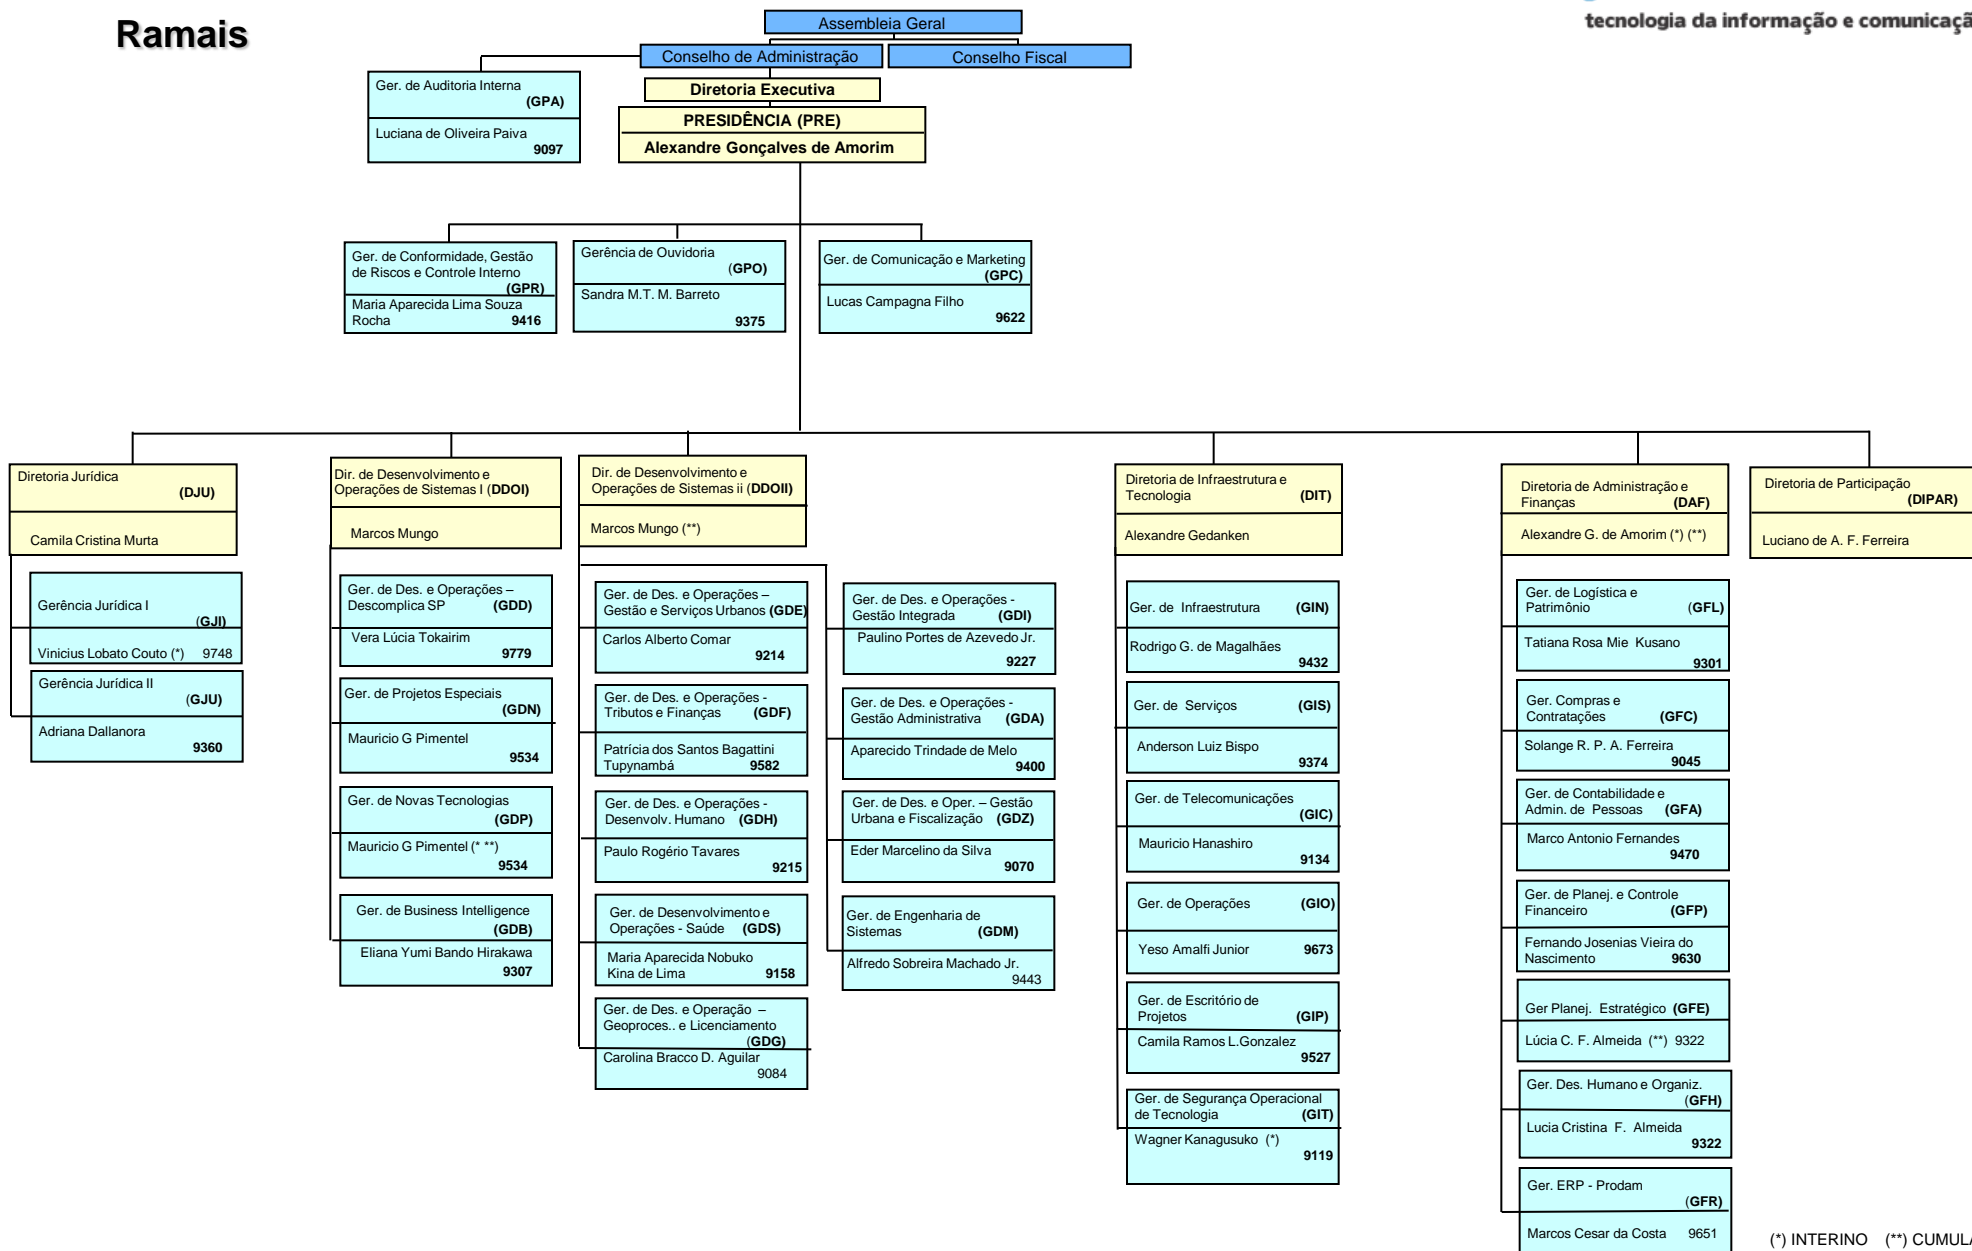 Ramais
tecnologia da informação e
Assembleia Geral
Conselho de Administração
Conselho Fiscal
Ger. de Auditoria Interna
(GPA)
Luciana de Oliveira Paiva
9097
Diretoria Executiva
PRESIDÊNCIA (PRE)
Alexandre Gonçalves de Amorim
Ger. de Conformidade, Gestão
de Riscos e Controle Interno
(GPR)
Maria Aparecida Lima Souza
Rocha 9416
Gerência de Ouvidoria
(GPO)
Sandra M.T. M. Barreto
9375
Ger. de Comunicação e Marketing
(GPC)
Lucas Campagna Filho
9622
Diretoria Jurídica
(DJU)
Camila Cristina Murta
Gerência Jurídica I
(GJI)
Vinicius Lobato Couto (*) 9748
Gerência Jurídica II
(GJU)
Adriana Dallanora
9360
Dir. de Desenvolvimento e
Operações de Sistemas I (DDOI)
Marcos Mungo
Ger. de Des. e Operações –
Descomplica SP (GDD)
Vera Lúcia Tokairim
9779
Ger. de Projetos Especiais
(GDN)
Mauricio G Pimentel
9534
Ger. de Novas Tecnologias
(GDP)
Mauricio G Pimentel (* **)
9534
Ger. de Business Intelligence
(GDB)
Eliana Yumi Bando Hirakawa
9307
Dir. de Desenvolvimento e
Operações de Sistemas ii (DDOII)
Marcos Mungo (**)
Ger. de Des. e Operações –
Gestão e Serviços Urbanos (GDE)
Carlos Alberto Comar
9214
Ger. de Des. e Operações -
Tributos e Finanças (GDF)
Patrícia dos Santos Bagattini
Tupynambá 9582
Ger. de Des. e Operações -
Desenvolv. Humano (GDH)
Paulo Rogério Tavares
9215
Ger. de Desenvolvimento e
Operações - Saúde (GDS)
Maria Aparecida Nobuko
Kina de Lima 9158
Ger. de Des. e Operação –
Geoproces.. e Licenciamento
(GDG)
Carolina Bracco D. Aguilar
9084
Ger. de Des. e Operações -
Gestão Integrada (GDI)
Paulino Portes de Azevedo Jr.
9227
Ger. de Des. e Operações -
Gestão Administrativa (GDA)
Aparecido Trindade de Melo
9400
Ger. de Des. e Oper. – Gestão
Urbana e Fiscalização (GDZ)
Eder Marcelino da Silva
9070
Ger. de Engenharia de
Sistemas (GDM)
Alfredo Sobreira Machado Jr.
9443
Diretoria de Infraestrutura e
Tecnologia (DIT)
Alexandre Gedanken
Ger. de Infraestrutura (GIN)
Rodrigo G. de Magalhães
9432
Ger. de Serviços (GIS)
Anderson Luiz Bispo
9374
Ger. de Telecomunicações
(GIC)
Mauricio Hanashiro
9134
Ger. de Operações (GIO)
Yeso Amalfi Junior 9673
Ger. de Escritório de
Projetos (GIP)
Camila Ramos L.Gonzalez
9527
Ger. de Segurança Operacional
de Tecnologia (GIT)
Wagner Kanagusuko (*)
9119
Diretoria de Administração e
Finanças (DAF)
Alexandre G. de Amorim (*) (**)
Ger. de Logística e
Patrimônio (GFL)
Tatiana Rosa Mie Kusano
9301
Ger. Compras e
Contratações (GFC)
Solange R. P. A. Ferreira
9045
Ger. de Contabilidade e
Admin. de Pessoas (GFA)
Marco Antonio Fernandes
9470
Ger. de Planej. e Controle
Financeiro (GFP)
Fernando Josenias Vieira do
Nascimento 9630
Ger Planej. Estratégico (GFE)
Lúcia C. F. Almeida (**) 9322
Ger. Des. Humano e Organiz.
(GFH)
Lucia Cristina F. Almeida
9322
Ger. ERP - Prodam
(GFR)
Marcos Cesar da Costa 9651
Diretoria de Participação
(DIPAR)
Luciano de A. F. Ferreira
(*) INTERINO (**)